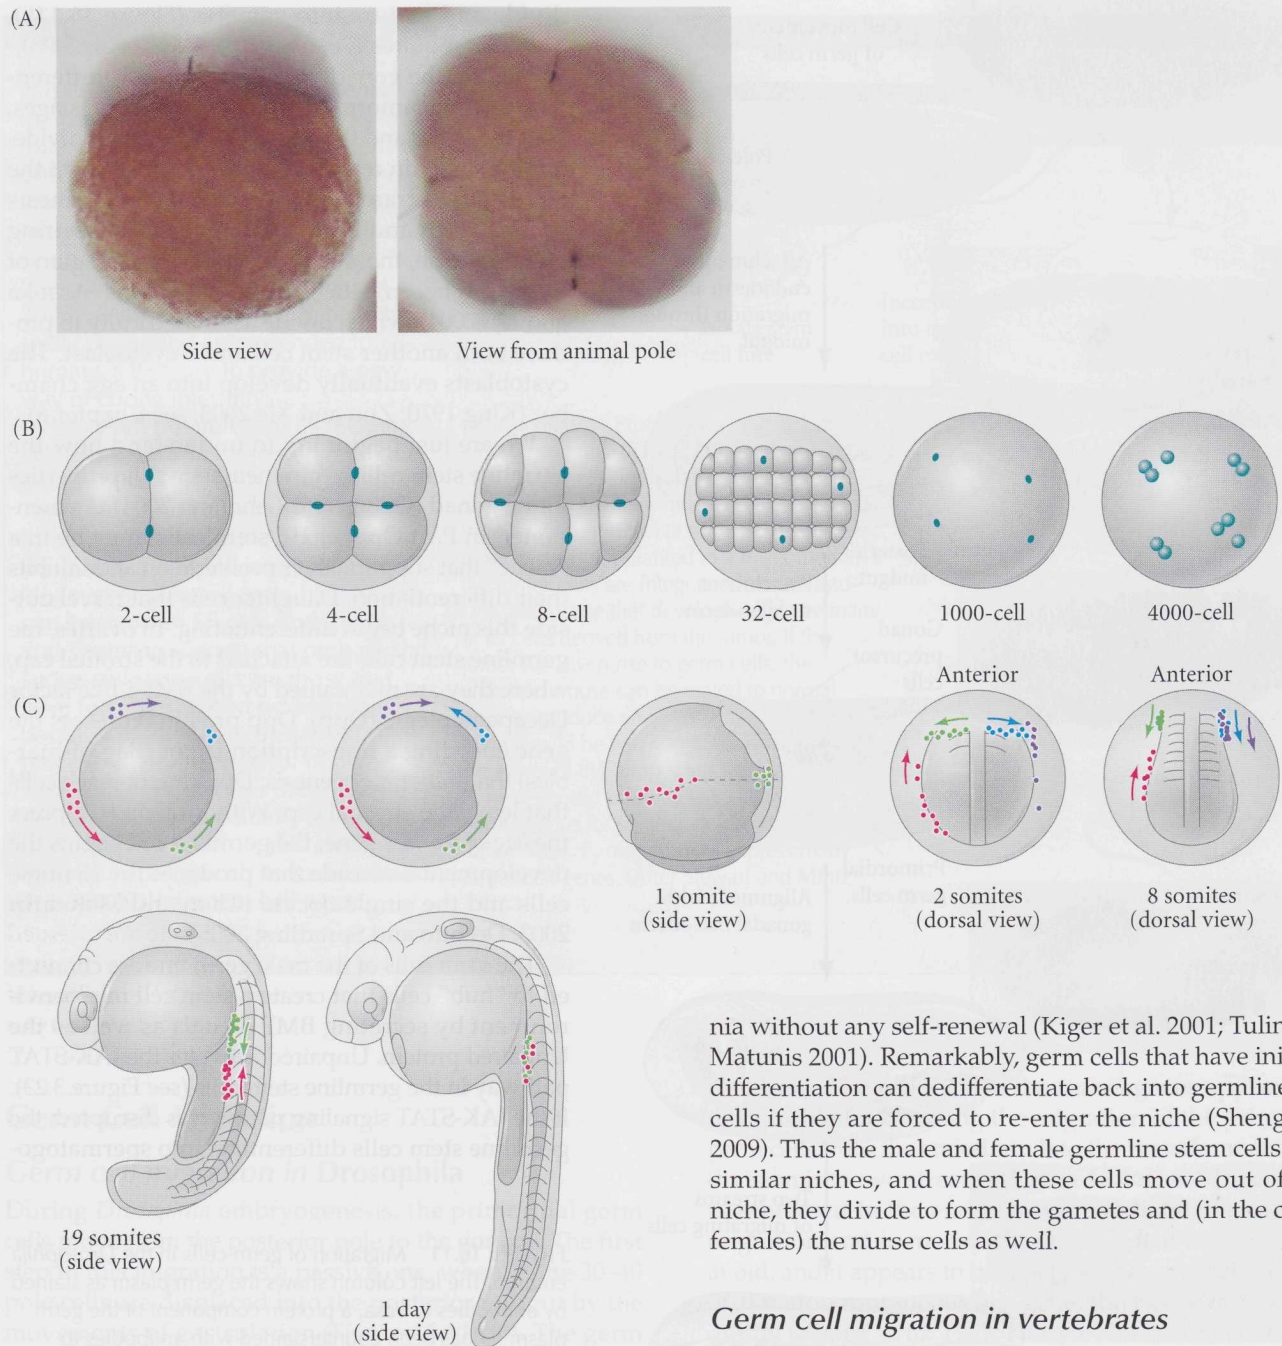 (A)
Side view
View from animal pole
(B)
2-cell
4-cell
8-cell
32-cell
1000-cell
4000-cell
(C)
Anterior
Anterior
1 somite
(side view)
2 somites
(dorsal view)
8 somites
(dorsal view)
19 somites
(side view)
1 day
(side view)
nia without any self-renewal (Kiger et al. 2001; Tulin
Matunis 2001). Remarkably, germ cells that have ini
differentiation can dedifferentiate back into germline
cells if they are forced to re-enter the niche (Sheng
2009). Thus the male and female germline stem cells
similar niches, and when these cells move out of
niche, they divide to form the gametes and (in the c
females) the nurse cells as well.
Germ cell migration in vertebrates